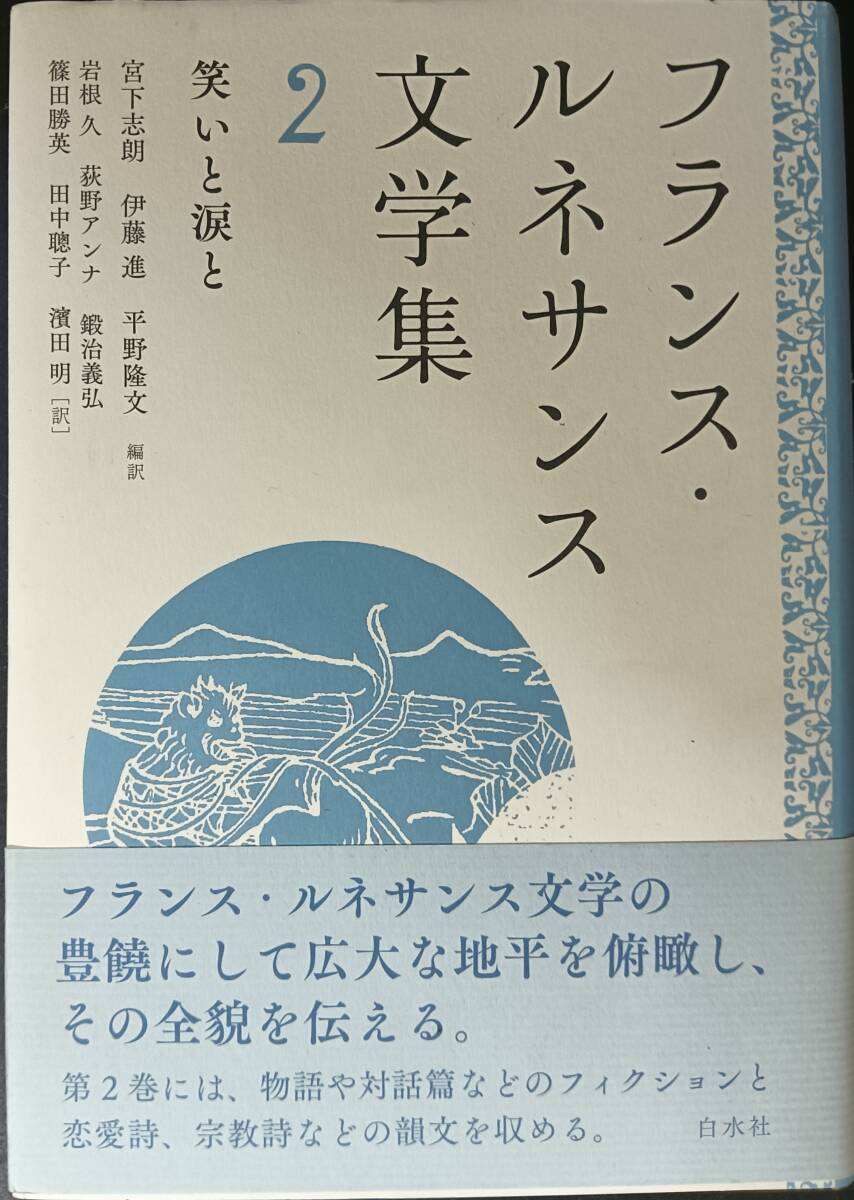 フランス・
ルネサンス
文学集
2
笑いと涙と
宮下志朗 伊藤進 平野隆文 編訳
岩根久 荻野アンナ 鍛治義弘
篠田勝英 田中聰子 濱田明[訳]
フランス・ルネサンス文学の
豊饒にして広大な地平を俯瞰し、
その全貌を伝える。
第2巻には、物語や対話篇などのフィクションと
恋愛詩、宗教詩などの韻文を収める。
白水社